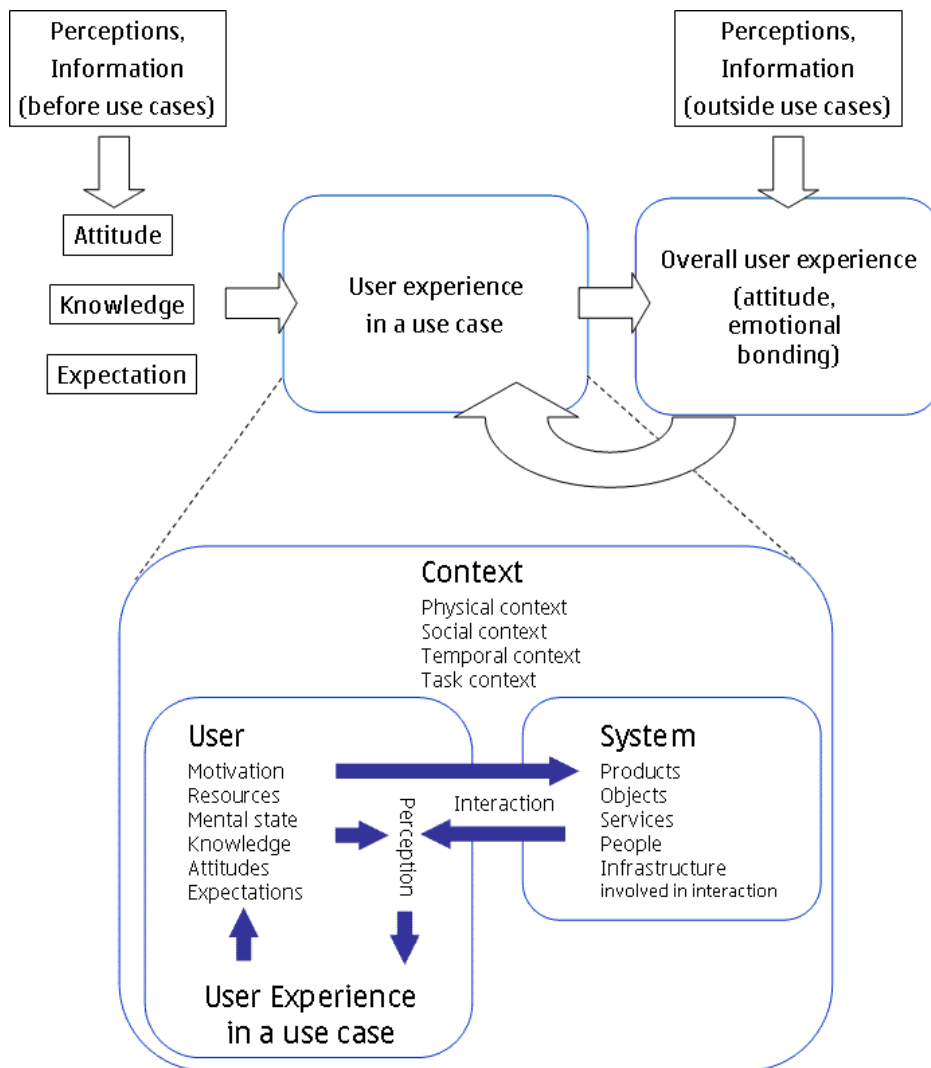 Perceptions,
Information
(before use cases)
Perceptions,
Information
(outside use cases)
Attitude
Knowledge
Expectation
User experience
in a use case
Overall user experience
(attitude,
emotional
bonding)
Context
Physical context
Social context
Temporal context
Task context
User
Motivation
Resources
Mental state
Knowledge
Attitudes
Expectations
Perception
Interaction
System
Products
Objects
Services
People
Infrastructure
involved in interaction
User Experience
in a use case